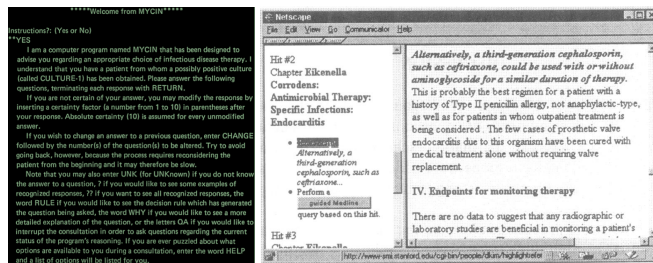 *****Welcome from MYCIN*****
Instructions?: (Yes or No)
**YES
I am a computer program named MYCIN that has been designed to
advise you regarding an appropriate choice of infectious disease therapy. I
understand that you have a patient from whom a possibly positive culture
(called CULTURE-1) has been obtained. Please answer the following
questions, terminating each response with RETURN.
If you are not certain of your answer, you may modify the response by
inserting a certainty factor (a number from 1 to 10) in parentheses after
your response. Absolute certainty (10) is assumed for every unmodified
answer.
If you wish to change an answer to a previous question, enter CHANGE
followed by the number(s) of the question(s) to be altered. Try to avoid
going back, however, because the process requires reconsidering the
patient from the beginning and it may therefore be slow.
Note that you may also enter UNK (for UNKnown) if you do not know
the answer to a question, ? if you would like to see some examples of
recognized responses, ?? if you want to see all recognized responses, the
word RULE if you would like to see the decision rule which has generated
the question being asked, the word WHY if you would like to see a more
detailed explanation of the question, or the letters QA if you would like to
interrupt the consultation in order to ask questions regarding the current
status of the program's reasoning. If you are ever puzzled about what
options are available to you during a consultation, enter the word HELP
and a list of options will be listed for you.
Netscape
File Edit View Go Communicator Help
Hit #2
Chapter Eikenella
Corrodens:
Antimicrobial Therapy:
Specific Infections:
Endocarditis
Alternatively, a
third-generation
cephalosporin, such as
ceftriaxone...
Perform a
guided Medline
query based on this hit.
Hit #3
Chapter Eikenella
Alternatively, a third-generation cephalosporin,
such as ceftriaxone, could be used with or without
aminoglycoside for a similar duration of therapy.
This is probably the best regimen for a patient with a
history of Type II penicillin allergy, not anaphylactic-type,
as well as for patients in whom outpatient treatment is
being considered . The few cases of prosthetic valve
endocarditis due to this organism have been cured with
medical treatment alone without requiring valve
replacement.
IV. Endpoints for monitoring therapy
There are no data to suggest that any radiographic or
laboratory studies are beneficial in monitoring a patient's
http://www-smi.stanford.edu/cgi-bin/people/dlum/highlightrefer